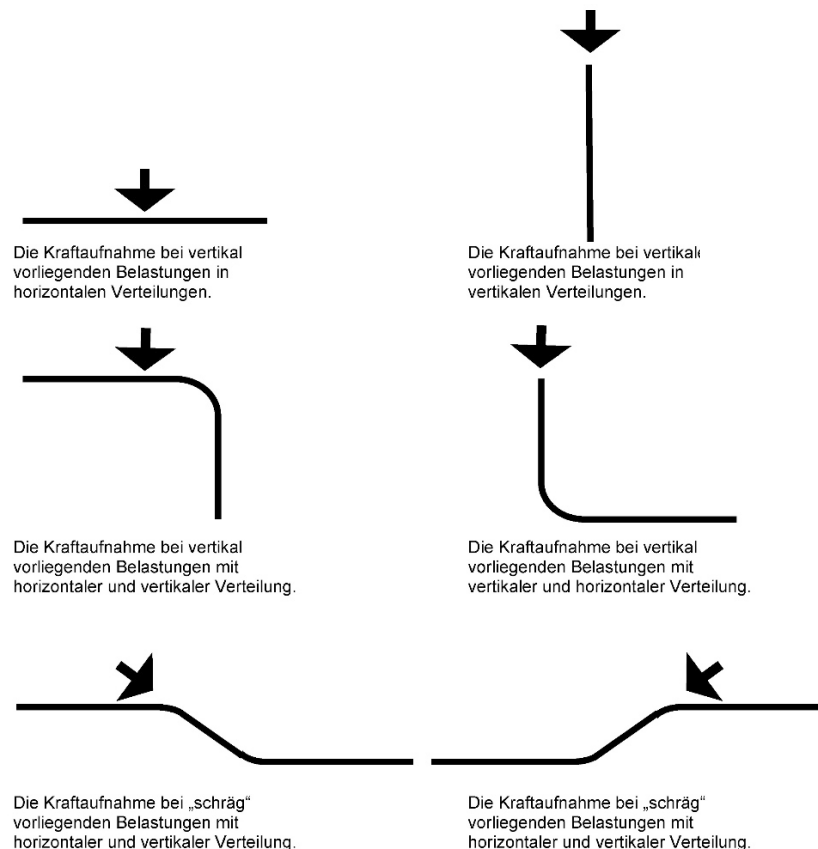 Die Kraftaufnahme bei vertikal
vorliegenden Belastungen in
horizontalen Verteilungen.
Die Kraftaufnahme bei vertikale
vorliegenden Belastungen in
vertikalen Verteilungen.
Die Kraftaufnahme bei vertikal
vorliegenden Belastungen mit
horizontaler und vertikaler Verteilung.
Die Kraftaufnahme bei vertikal
vorliegenden Belastungen mit
vertikaler und horizontaler Verteilung.
Die Kraftaufnahme bei „schräg“
vorliegenden Belastungen mit
horizontaler und vertikaler Verteilung.
Die Kraftaufnahme bei „schräg“
vorliegenden Belastungen mit
horizontaler und vertikaler Verteilung.